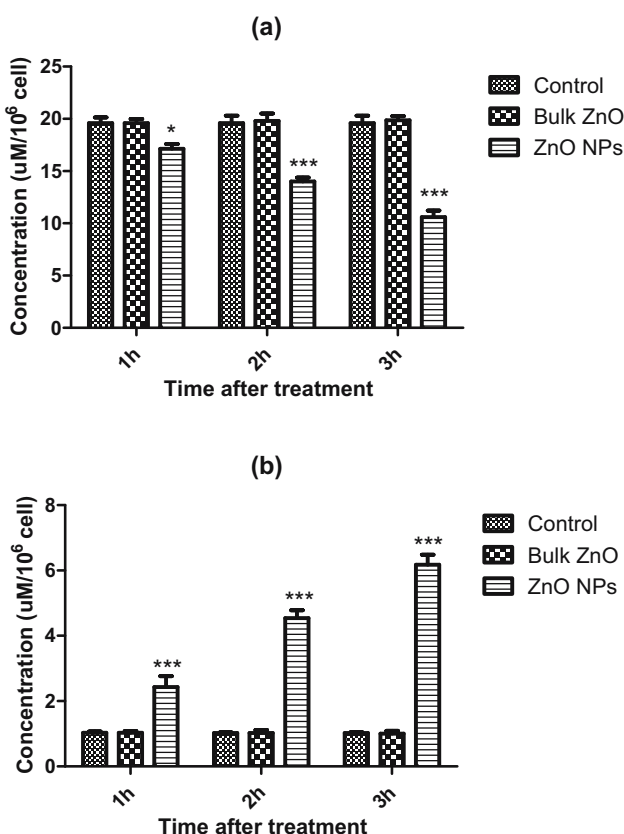 (a)
25
20
15
10
5
0
Concentration (uM/10⁶ cell)
*
***
***
1h
2h
3h
Time after treatment
Control
Bulk ZnO
ZnO NPs
(b)
8
6
4
2
0
Concentration (uM/10⁶ cell)
***
***
***
1h
2h
3h
Time after treatment
Control
Bulk ZnO
ZnO NPs